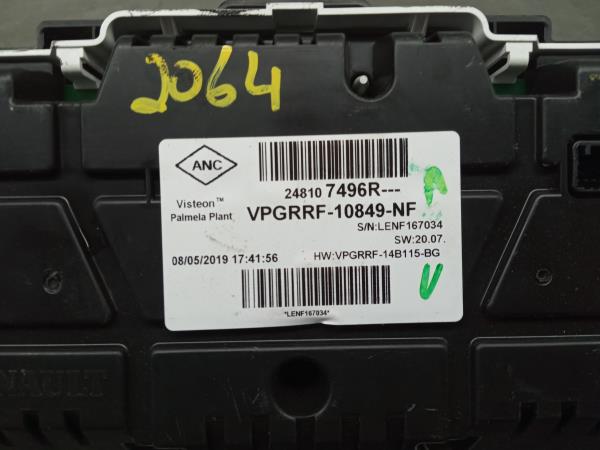 2064
ANC
24810 7496R---
Visteon™
Palmela Plant
VPGRRF-10849-NF
S/N:LENF167034
SW:20.07.
08/05/2019 17:41:56
HW:VPGRRF-14B115-BG
*LENF167034*
V
RENAULT